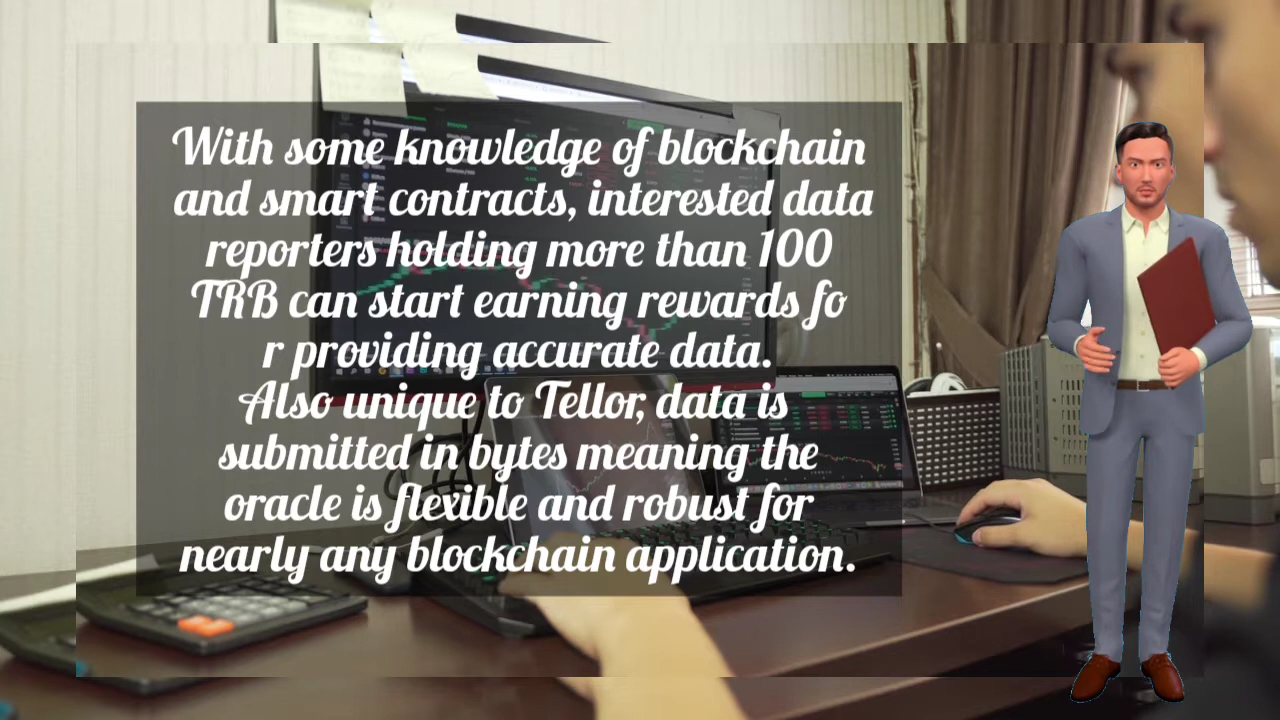 With some knowledge of blockchain
and smart contracts, interested data
reporters holding more than 100
TRB can start earning rewards fo
r providing accurate data.
Also unique to Tellor, data is
submitted in bytes meaning the
oracle is flexible and robust for
nearly any blockchain application.